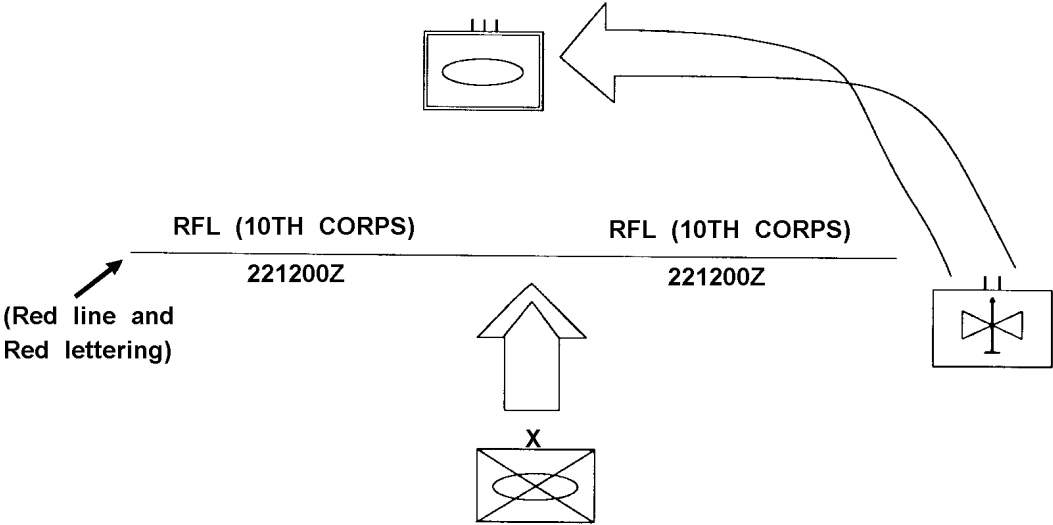 RFL (10TH CORPS)
RFL (10TH CORPS)
221200Z
221200Z
(Red line and
Red lettering)
X